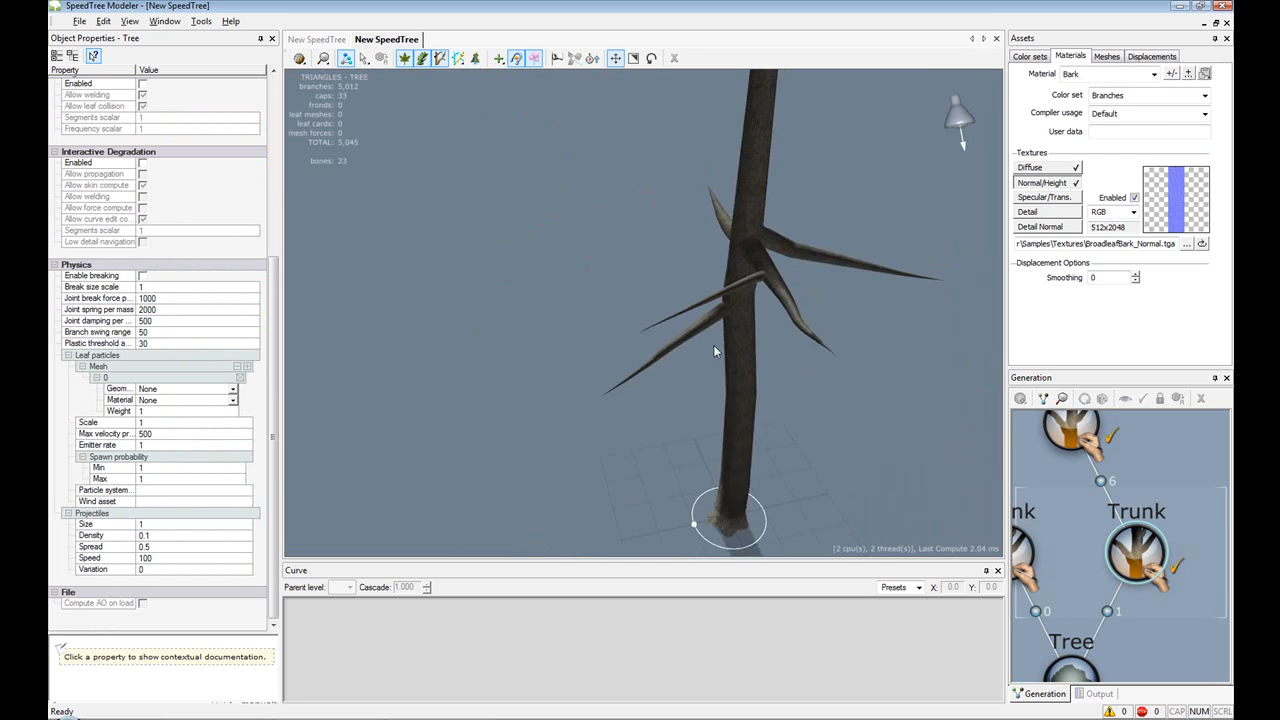 SpeedTree Modeler - [New SpeedTree]
File Edit View Window Tools Help
Object Properties - Tree
Property Value
Enabled
Allow welding
Allow leaf collision
Segments scalar 1
Frequency scalar 1
Interactive Degradation
Enabled
Allow propagation
Allow skin compute
Allow welding
Allow force compute
Allow curve edit co...
Segments scalar 1
Low detail navigation
Physics
Enable breaking
Break size scale 1
Joint break force p... 1000
Joint spring per mass 2000
Joint damping per ... 500
Branch swing range 50
Plastic threshold a... 30
Leaf particles
Mesh
0
Geom... None
Material None
Weight 1
Scale 1
Max velocity pr... 500
Emitter rate 1
Spawn probability
Min 1
Max 1
Particle system...
Wind asset
Projectiles
Size 1
Density 0.1
Spread 0.5
Speed 100
Variation 0
File
Compute AO on load
Click a property to show contextual documentation.
Ready
New SpeedTree New SpeedTree
TRIANGLES - TREE
branches: 5,012
caps: 33
fronds: 0
leaf meshes: 0
leaf cards: 0
mesh forces: 0
TOTAL: 5,045
bones: 23
[2 cpu(s), 2 thread(s)], Last Compute 2.04 ms
Curve
Parent level: Cascade: 1.000 Presets X: 0.0 Y: 0.0
Assets
Color sets Materials Meshes Displacements
Material Bark
Color set Branches
Compiler usage Default
User data
Textures
Diffuse
Normal/Height Enabled
Specular/Trans.
Detail RGB
Detail Normal 512x2048
r\Samples\Textures\BroadleafBark_Normal.tga ...
Displacement Options
Smoothing 0
Generation
6
nk Trunk
0 1
Tree
Generation Output
0 0 CAP NUM SCRL